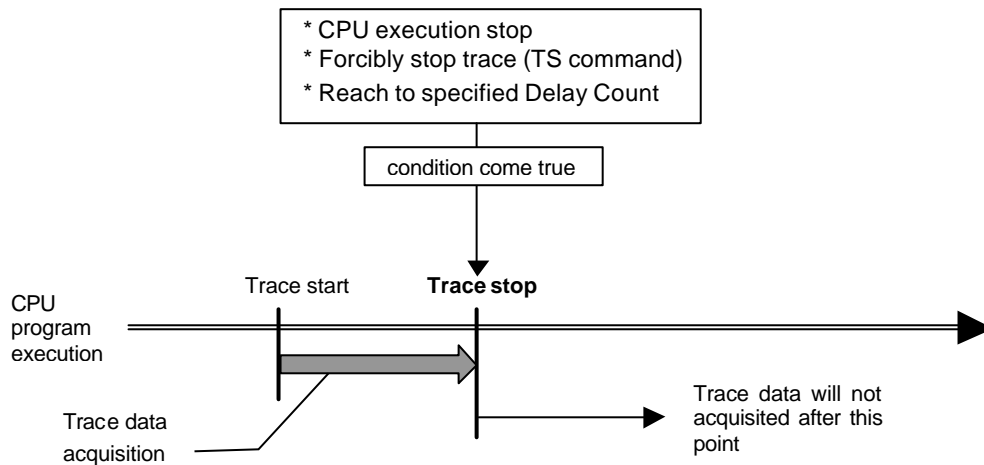 * CPU execution stop
* Forcibly stop trace (TS command)
* Reach to specified Delay Count
condition come true
Trace start
Trace stop
CPU
program
execution
Trace data
acquisition
Trace data will not
acquisited after this
point